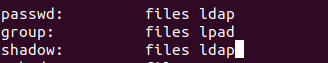 passwd:         files ldap
group:          files lpad
shadow:         files ldap